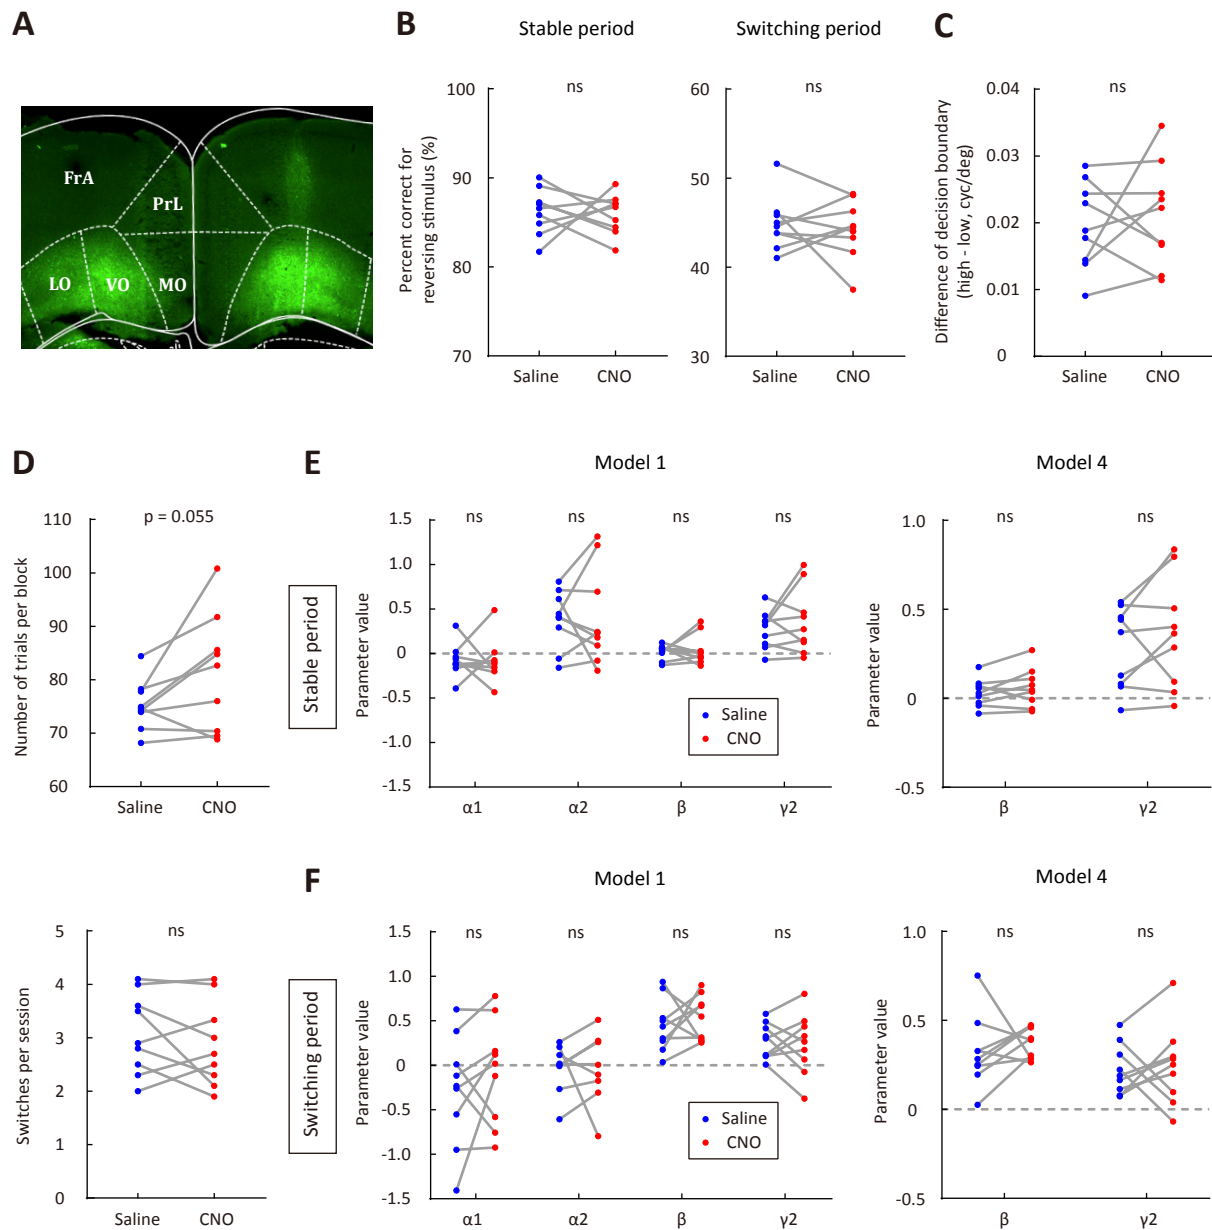 A
FrA
PrL
LO
VO
MO
B
Stable period
Switching period
Percent correct for
reversing stimulus (%)
100
90
80
70
ns
Saline
CNO
60
50
40
30
ns
Saline
CNO
C
Difference of decision boundary
(high - low, cyc/deg)
0.04
0.03
0.02
0.01
0
ns
Saline
CNO
D
Number of trials per block
110
100
90
80
70
60
p = 0.055
Saline
CNO
Switches per session
5
4
3
2
1
0
ns
Saline
CNO
E
Stable period
Model 1
Parameter value
1.5
1.0
0.5
0
-0.5
-1.0
-1.5
ns
ns
ns
ns
Saline
CNO
α1
α2
β
γ2
Model 4
Parameter value
1.0
0.5
0
-0.5
ns
ns
β
γ2
F
Switching period
Model 1
Parameter value
1.5
1.0
0.5
0
-0.5
-1.0
-1.5
ns
ns
ns
ns
Saline
CNO
α1
α2
β
γ2
Model 4
Parameter value
1.0
0.5
0
-0.5
ns
ns
β
γ2